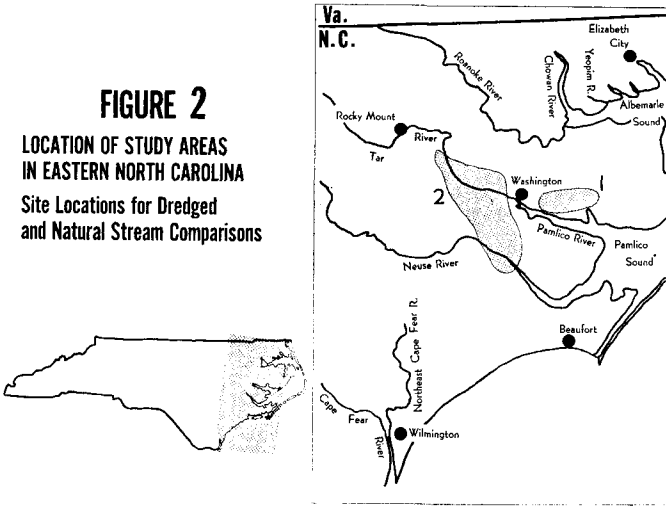 FIGURE 2
LOCATION OF STUDY AREAS
IN EASTERN NORTH CAROLINA
Site Locations for Dredged
and Natural Stream Comparisons
Va.
N.C.
Elizabeth
City
Roanoke River
Chowan River
Yeopim R.
Albemarle
Sound
Rocky Mount
Tar
River
Washington
1
2
Pamlico River
Pamlico
Sound
Neuse River
Beaufort
Northeast Cape Fear R.
Cape
Fear
River
Wilmington